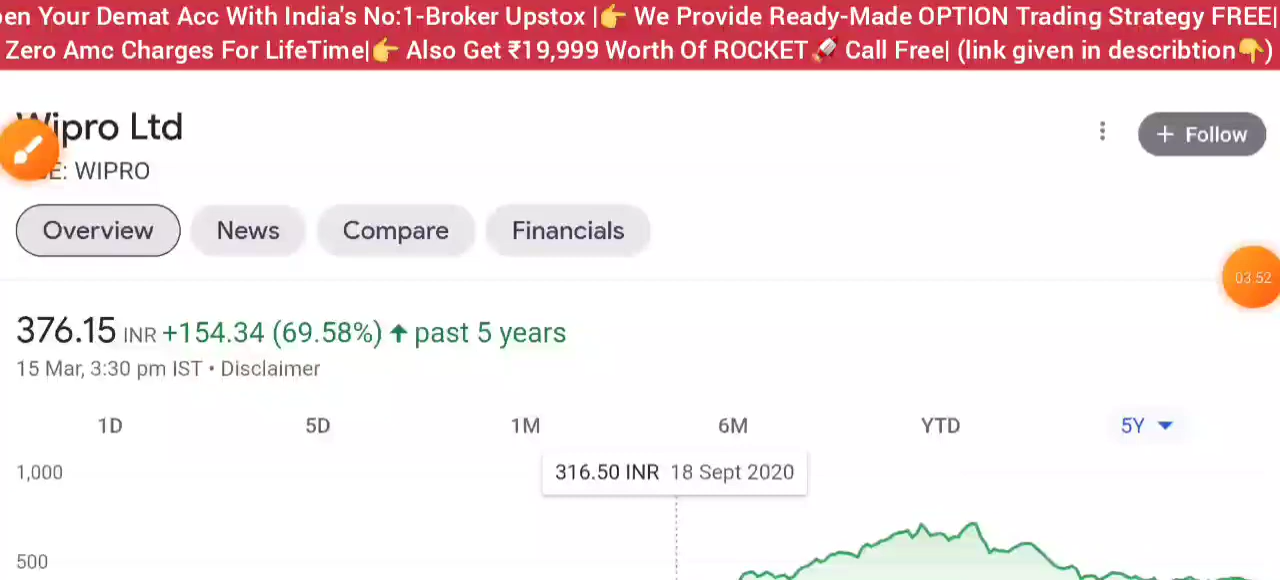 en Your Demat Acc With India's No:1-Broker Upstox |👉 We Provide Ready-Made OPTION Trading Strategy FREE|
Zero Amc Charges For LifeTime|👉 Also Get ₹19,999 Worth Of ROCKET🚀 Call Free| (link given in describtion👇)
Wipro Ltd
E: WIPRO
+ Follow
Overview
News
Compare
Financials
03:52
376.15 INR +154.34 (69.58%) ↑ past 5 years
15 Mar, 3:30 pm IST • Disclaimer
1D 5D 1M 6M YTD 5Y
316.50 INR 18 Sept 2020
1,000
500